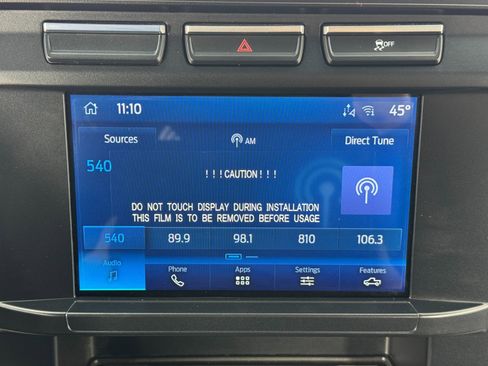 OFF
11:10 45°
Sources AM Direct Tune
540
!!!CAUTION!!!
DO NOT TOUCH DISPLAY DURING INSTALLATION
THIS FILM IS TO BE REMOVED BEFORE USAGE
540 89.9 98.1 810 106.3
Audio Phone Apps Settings Features